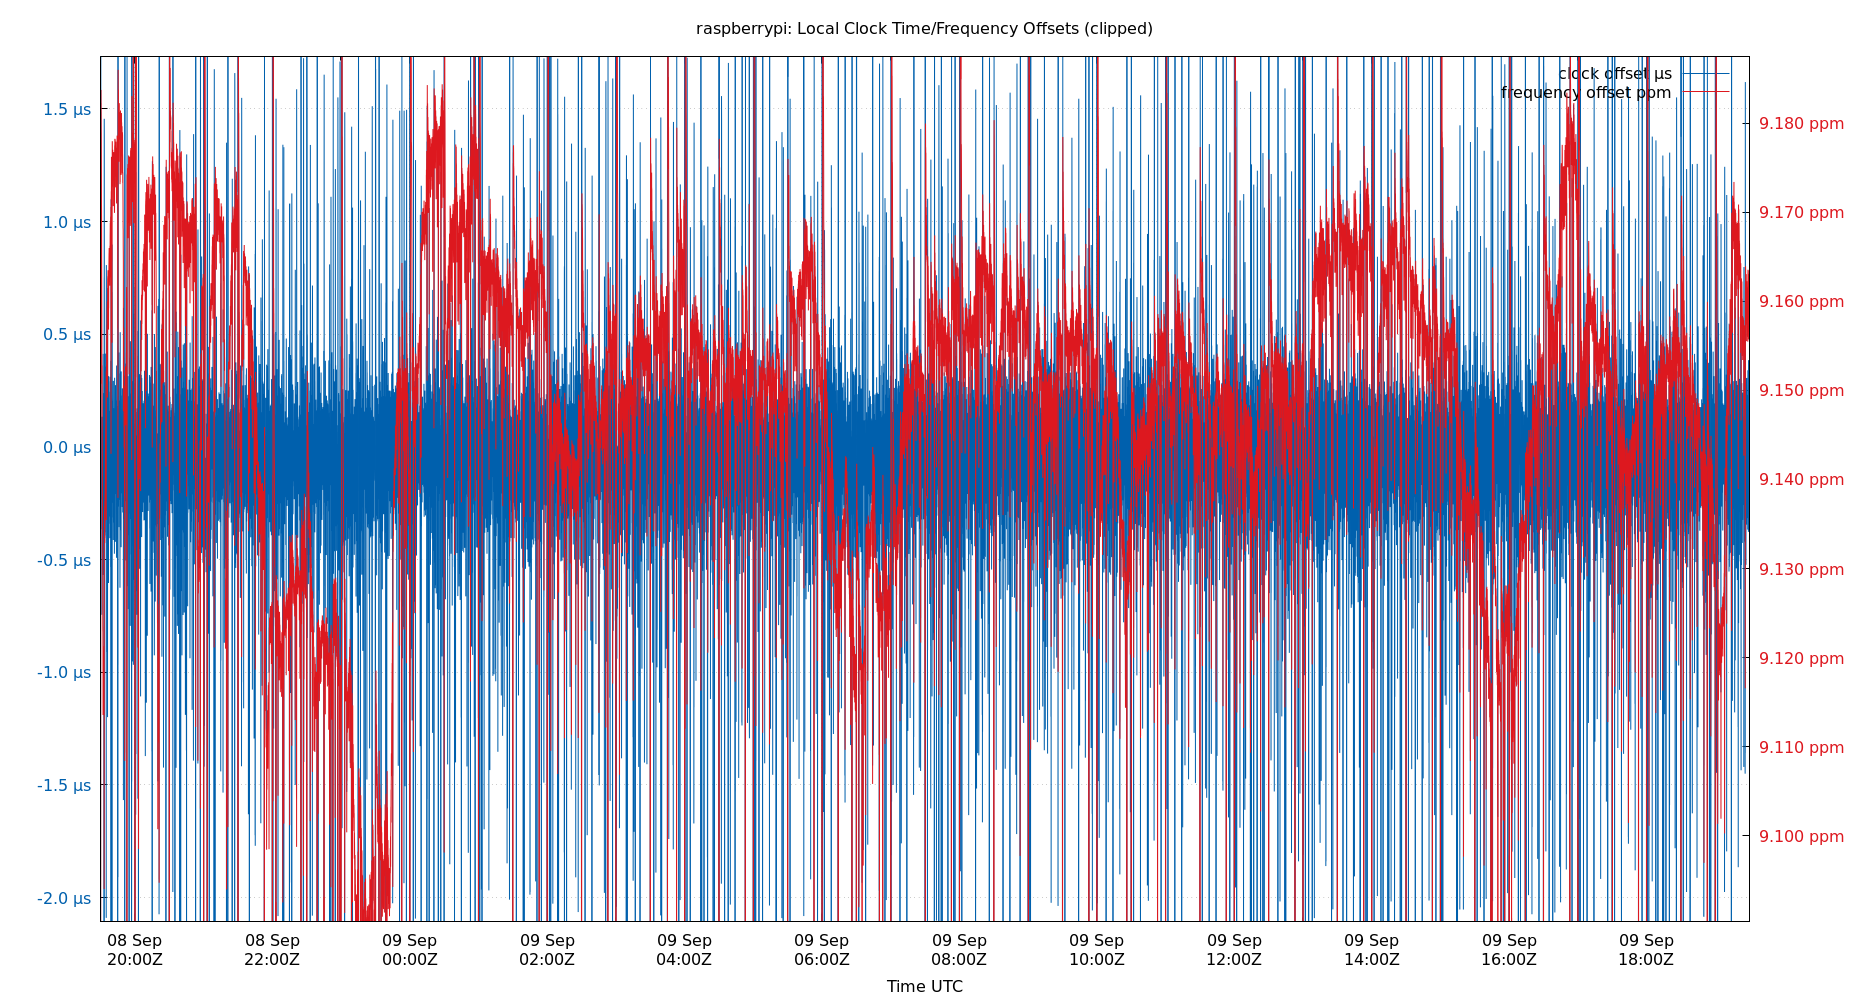 raspberrypi: Local Clock Time/Frequency Offsets (clipped)
clock offset µs
frequency offset ppm
1.5 µs
1.0 µs
0.5 µs
0.0 µs
-0.5 µs
-1.0 µs
-1.5 µs
-2.0 µs
9.180 ppm
9.170 ppm
9.160 ppm
9.150 ppm
9.140 ppm
9.130 ppm
9.120 ppm
9.110 ppm
9.100 ppm
08 Sep 08 Sep 09 Sep 09 Sep 09 Sep 09 Sep 09 Sep 09 Sep 09 Sep 09 Sep 09 Sep 09 Sep
20:00Z 22:00Z 00:00Z 02:00Z 04:00Z 06:00Z 08:00Z 10:00Z 12:00Z 14:00Z 16:00Z 18:00Z
Time UTC